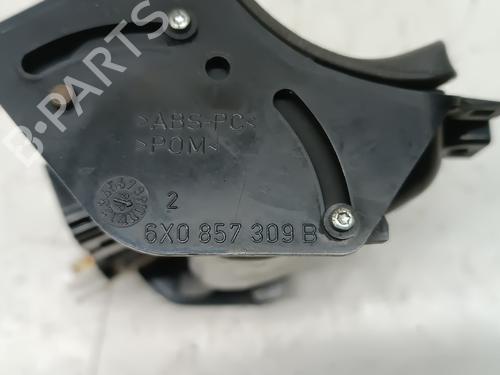 B-PARTS
>ABS-PC<
>POM<
2
6X0 857 309 B